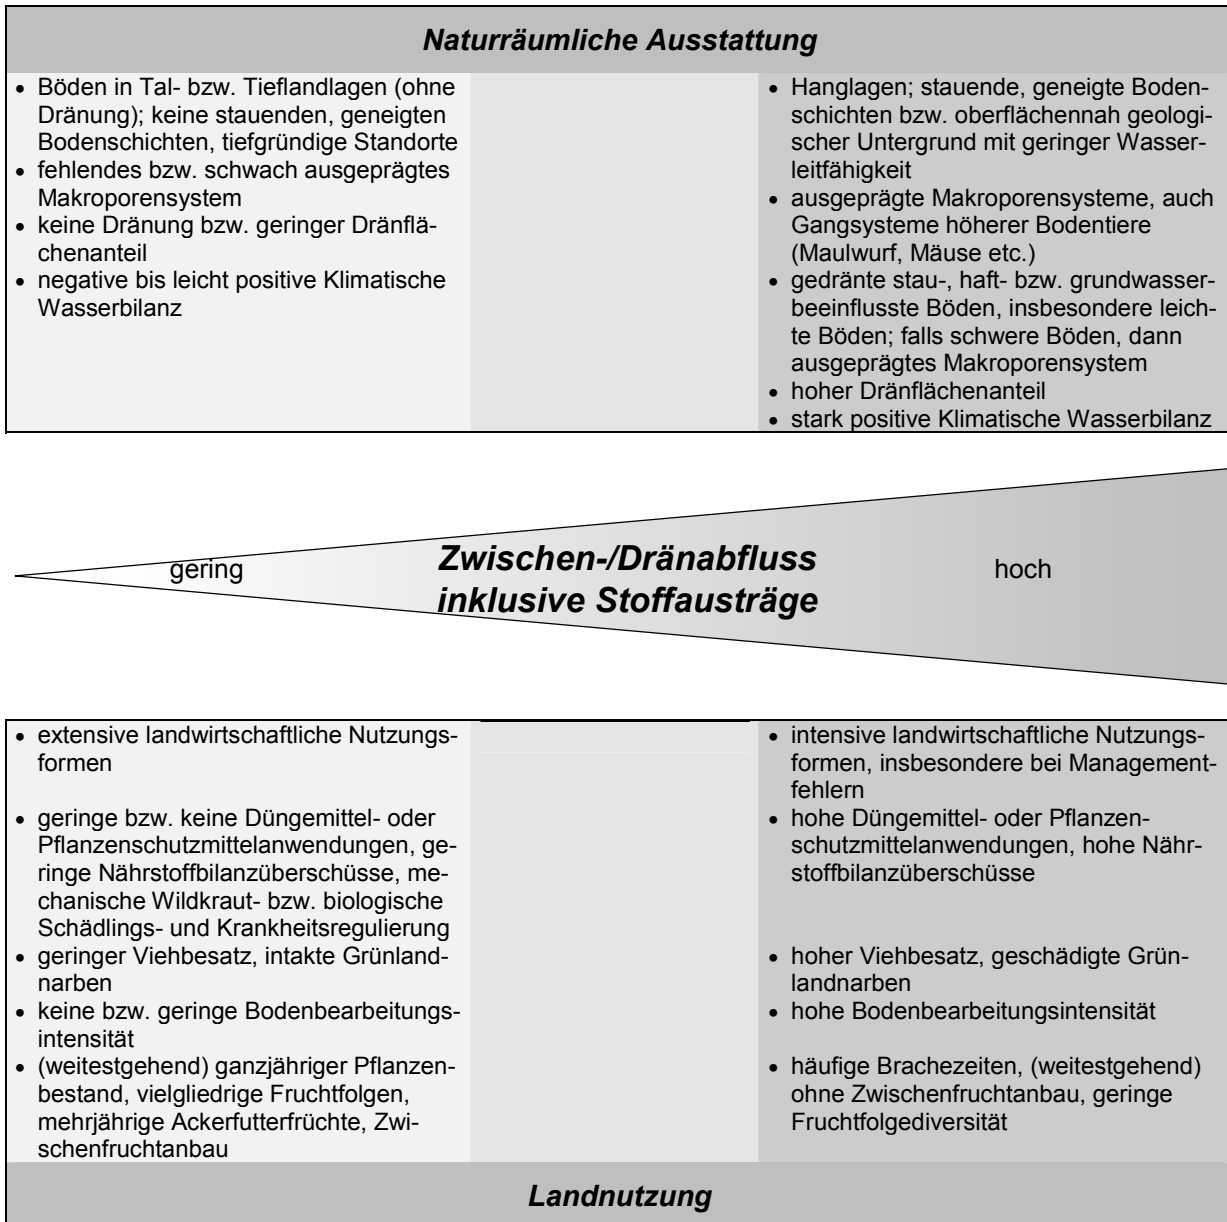 Naturräumliche Ausstattung
• Böden in Tal- bzw. Tieflandlagen (ohne
Dränung); keine stauenden, geneigten
Bodenschichten, tiefgründige Standorte
• fehlendes bzw. schwach ausgeprägtes
Makroporensystem
• keine Dränung bzw. geringer Dränflä-
chenanteil
• negative bis leicht positive Klimatische
Wasserbilanz
• Hanglagen; stauende, geneigte Boden-
schichten bzw. oberflächennah geologi-
scher Untergrund mit geringer Wasser-
leitfähigkeit
• ausgeprägte Makroporensysteme, auch
Gangsysteme höherer Bodentiere
(Maulwurf, Mäuse etc.)
• gedränte stau-, haft- bzw. grundwasser-
beeinflusste Böden, insbesondere leich-
te Böden; falls schwere Böden, dann
ausgeprägtes Makroporensystem
• hoher Dränflächenanteil
• stark positive Klimatische Wasserbilanz
gering
Zwischen-/Dränabfluss
inklusive Stoffausträge
hoch
• extensive landwirtschaftliche Nutzungs-
formen
• geringe bzw. keine Düngemittel- oder
Pflanzenschutzmittelanwendungen, ge-
ringe Nährstoffbilanzüberschüsse, me-
chanische Wildkraut- bzw. biologische
Schädlings- und Krankheitsregulierung
• geringer Viehbesatz, intakte Grünland-
narben
• keine bzw. geringe Bodenbearbeitungs-
intensität
• (weitestgehend) ganzjähriger Pflanzen-
bestand, vielgliedrige Fruchtfolgen,
mehrjährige Ackerfutterfrüchte, Zwi-
schenfruchtanbau
• intensive landwirtschaftliche Nutzungs-
formen, insbesondere bei Management-
fehlern
• hohe Düngemittel- oder Pflanzen-
schutzmittelanwendungen, hohe Nähr-
stoffbilanzüberschüsse
• hoher Viehbesatz, geschädigte Grün-
landnarben
• hohe Bodenbearbeitungsintensität
• häufige Brachezeiten, (weitestgehend)
ohne Zwischenfruchtanbau, geringe
Fruchtfolgediversität
Landnutzung